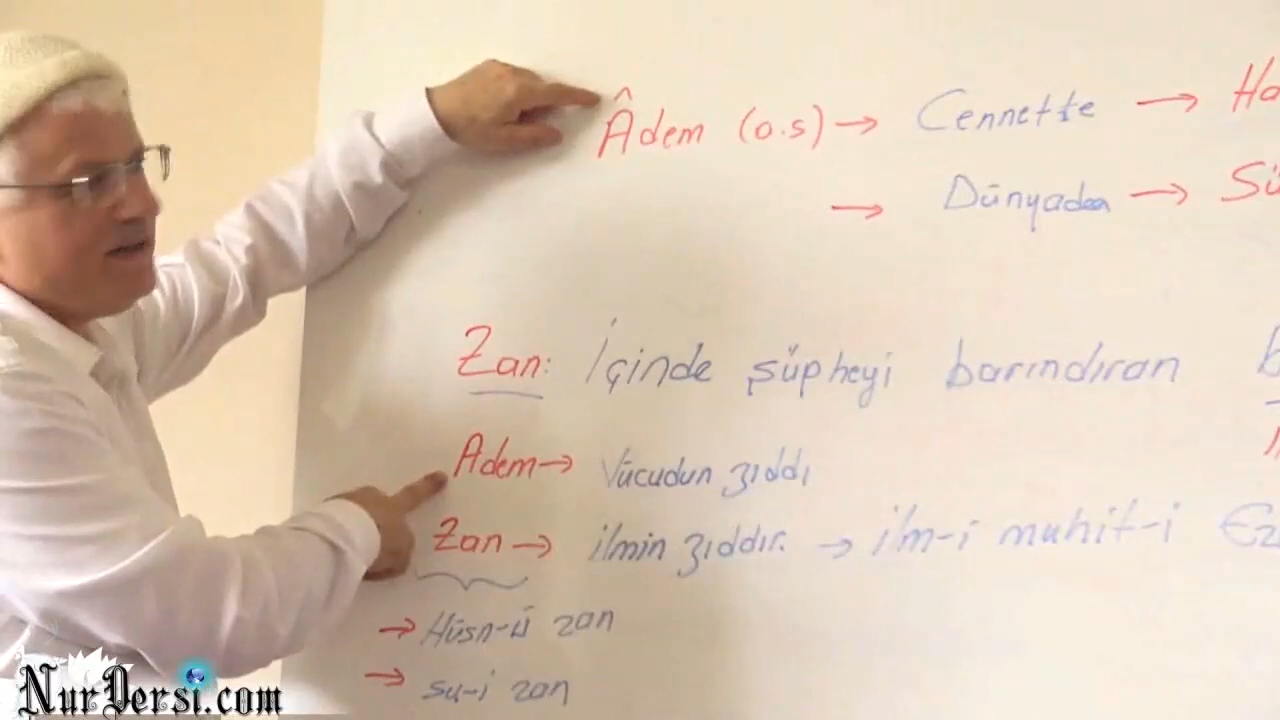 Âdem (a.s) → Cennette → Ha
→ Dünyada → Sü
Zan: İçinde şüpheyi barındıran b
Adem → Vücudun zıddı
Zan → ilmin zıddır. → ilm-i muhit-i Ez
→ Hüsn-ü zan
→ su-i zan
NurDersi.com